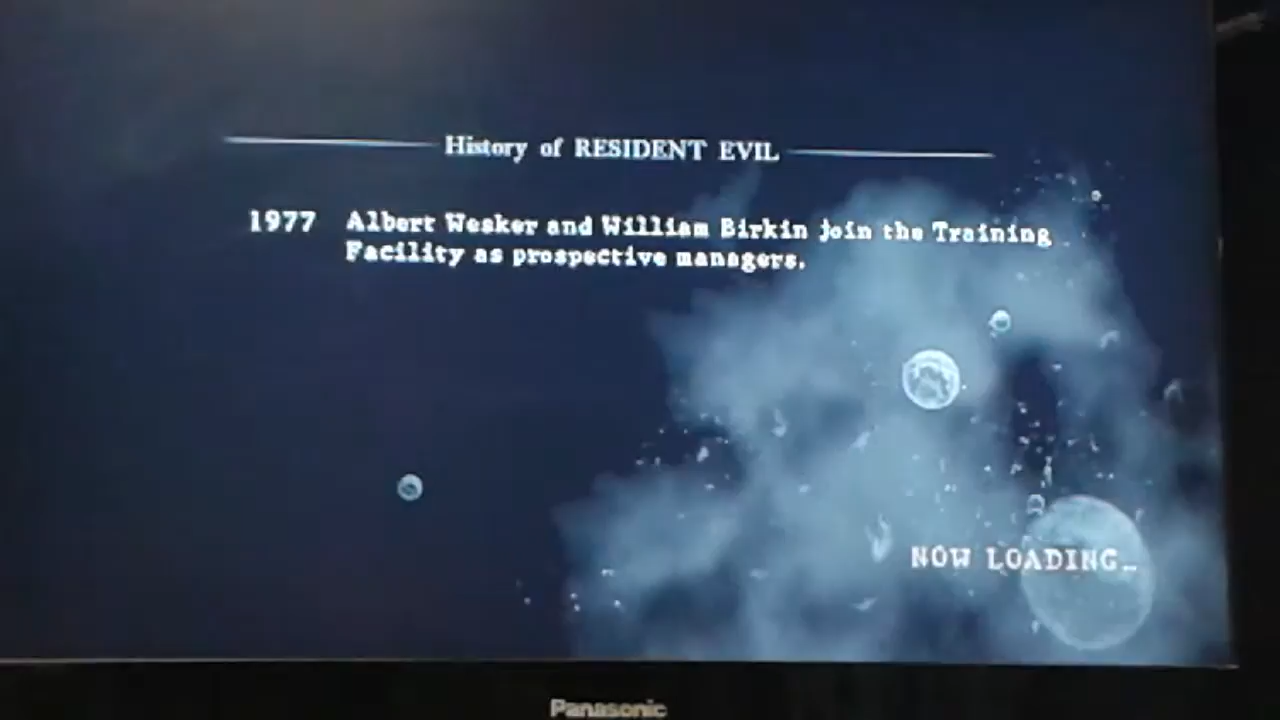 History of RESIDENT EVIL
1977 Albert Wesker and William Birkin join the Training
Facility as prospective managers.
NOW LOADING…
Panasonic